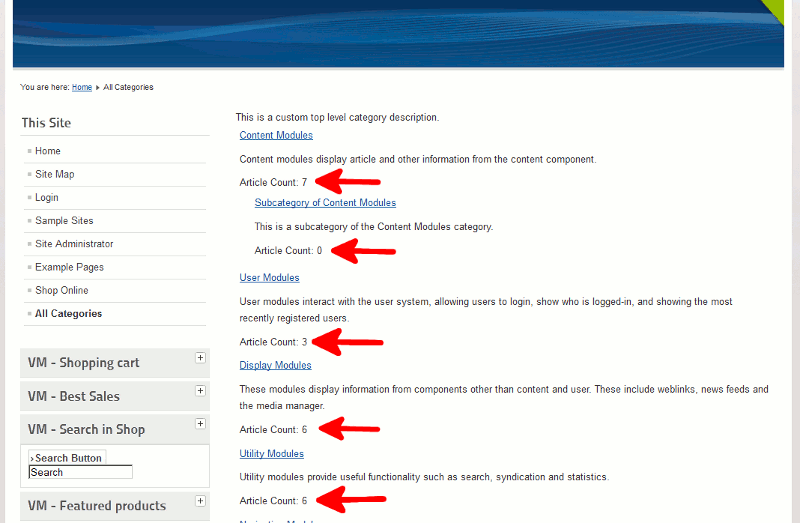 You are here: Home All Categories
This Site
Home
Site Map
Login
Sample Sites
Site Administrator
Example Pages
Shop Online
All Categories
VM - Shopping cart
VM - Best Sales
VM - Search in Shop
Search Button
Search
VM - Featured products
This is a custom top level category description.
Content Modules
Content modules display article and other information from the content component.
Article Count: 7
Subcategory of Content Modules
This is a subcategory of the Content Modules category.
Article Count: 0
User Modules
User modules interact with the user system, allowing users to login, show who is logged-in, and showing the most
recently registered users.
Article Count: 3
Display Modules
These modules display information from components other than content and user. These include weblinks, news feeds and
the media manager.
Article Count: 6
Utility Modules
Utility modules provide useful functionality such as search, syndication and statistics.
Article Count: 6